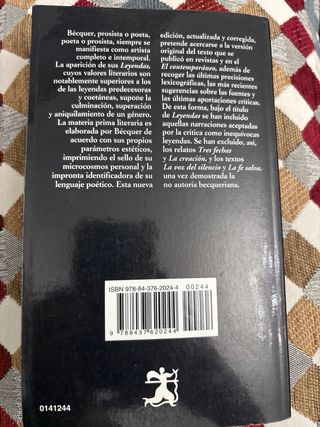 Bécquer, prosista o poeta,
poeta o prosista, siempre se
manifiesta como artista
completo e intemporal.
La aparición de sus Leyendas,
cuyos valores literarios son
notablemente superiores a los
de las leyendas predecesoras
y coetáneas, supone la
culminación, superación
y aniquilamiento de un género.
La materia prima literaria es
elaborada por Bécquer de
acuerdo con sus propios
parámetros estéticos,
imprimiendo el sello de su
microcosmos personal y la
impronta identificadora de su
lenguaje poético. Esta nueva
edición, actualizada y corregida,
pretende acercarse a la versión
original del texto que se
publicó en revistas y en
El contemporáneo, además de
recoger las últimas precisiones
lexicográficas, las más recientes
sugerencias sobre las fuentes y
las últimas aportaciones críticas.
De esta forma, bajo el título
de Leyendas se han incluido
aquellas narraciones aceptadas
por la crítica como inequívocas
leyendas. Se han excluido, así,
los relatos Tres fechas
y La creación, y los textos
La voz del silencio y La fe salva,
una vez demostrada la
no autoría becqueriana.
ISBN 978-84-376-2024-4
00244
9 788437 620244
0141244